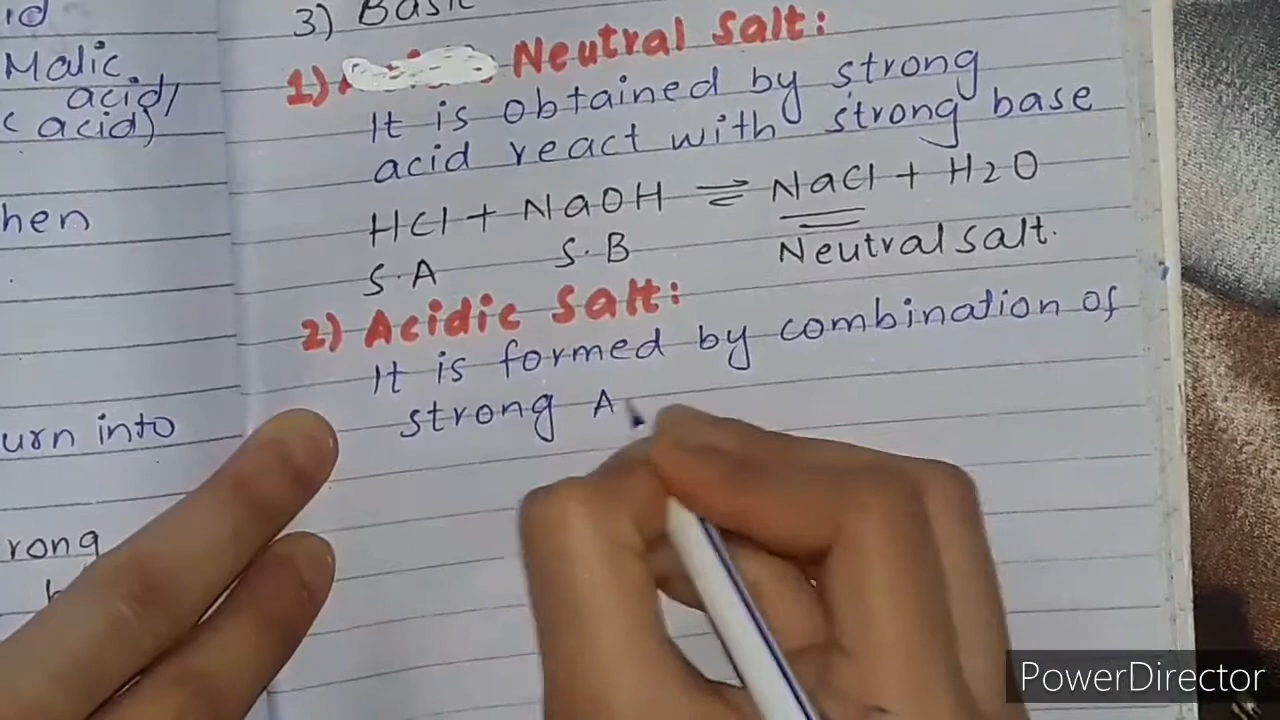 id
Malic
acid/
c acid)
hen
urn into
rong
3) Basic
1) Neutral Salt:
It is obtained by strong
acid react with strong base
HCl + NaOH ⇌ NaCl + H2O
S.A S.B Neutral salt.
2) Acidic Salt:
It is formed by combination of
strong A
PowerDirector